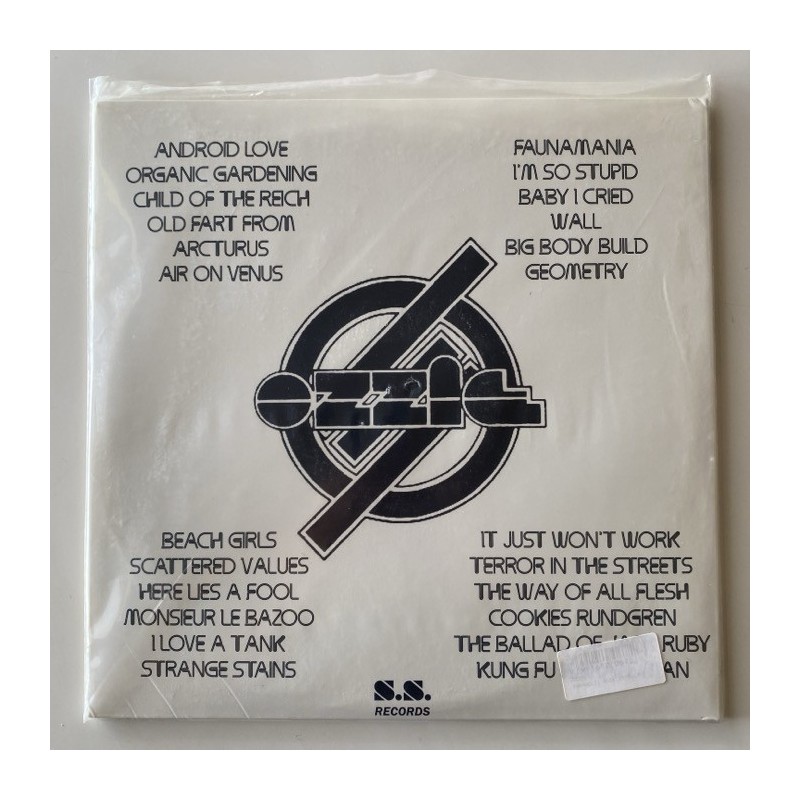 ANDROID LOVE
ORGANIC GARDENING
CHILD OF THE REICH
OLD FART FROM
ARCTURUS
AIR ON VENUS
FAUNAMANIA
I'M SO STUPID
BABY I CRIED
WALL
BIG BODY BUILD
GEOMETRY
OZZIE
BEACH GIRLS
SCATTERED VALUES
HERE LIES A FOOL
MONSIEUR LE BAZOO
I LOVE A TANK
STRANGE STAINS
IT JUST WON'T WORK
TERROR IN THE STREETS
THE WAY OF ALL FLESH
COOKIES RUNDGREN
THE BALLAD OF RUBY
KUNG FU
S.S.
RECORDS